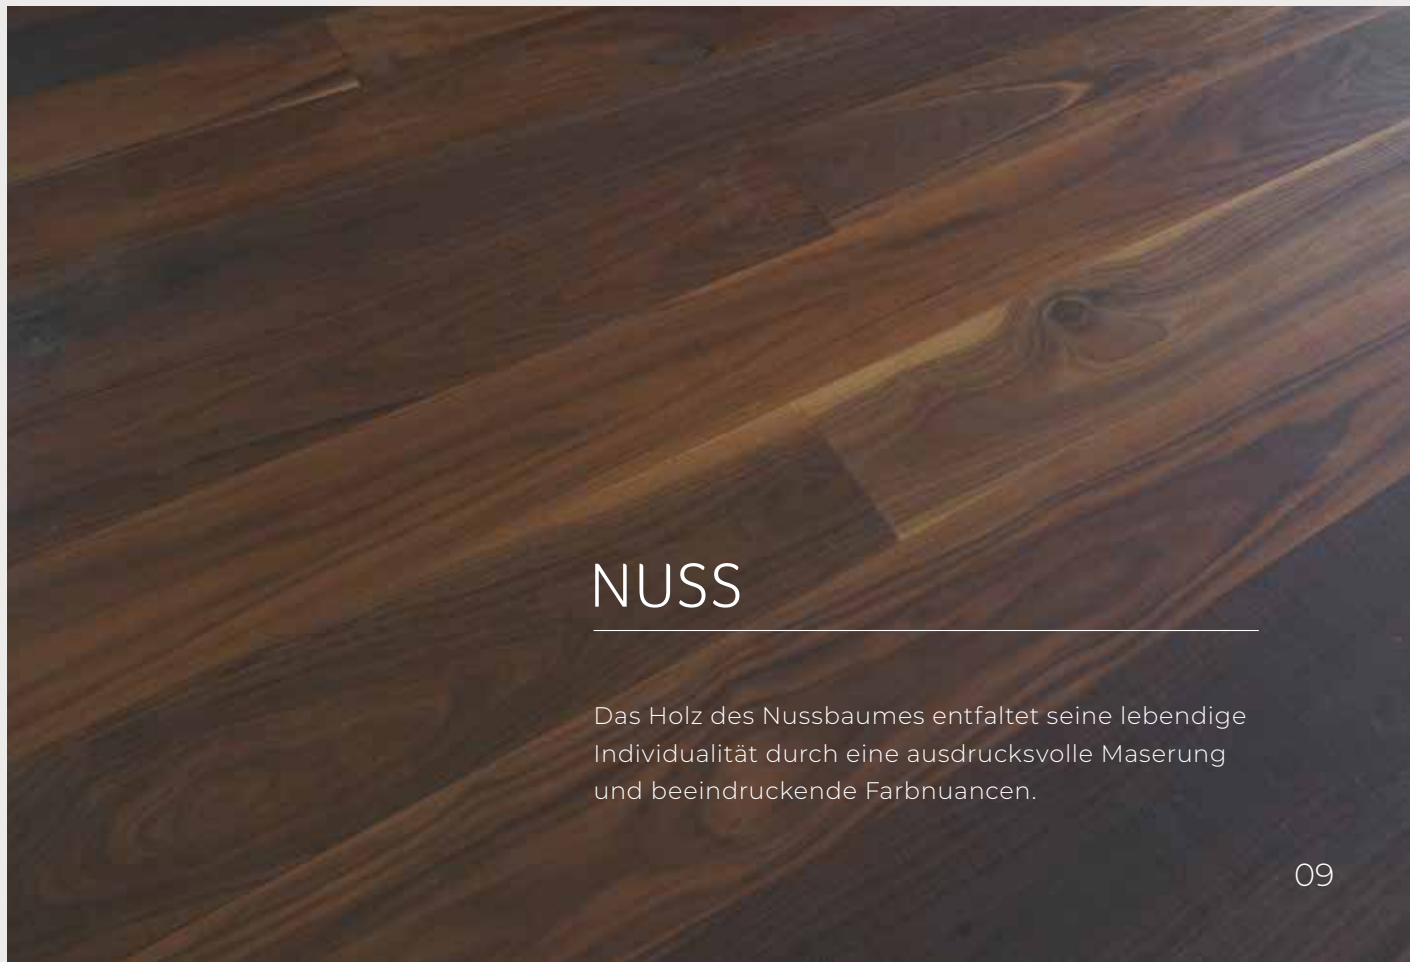 NUSS
Das Holz des Nussbaumes entfaltet seine lebendige
Individualität durch eine ausdrucksvolle Maserung
und beeindruckende Farbnuancen.
09